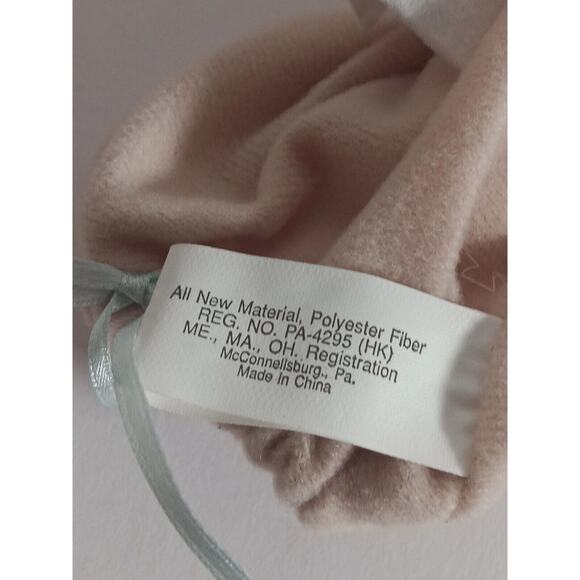 All New Material, Polyester Fiber
REG. NO. PA-4295 (HK)
ME., MA., OH. Registration
McConnellsburg., Pa.
Made In China